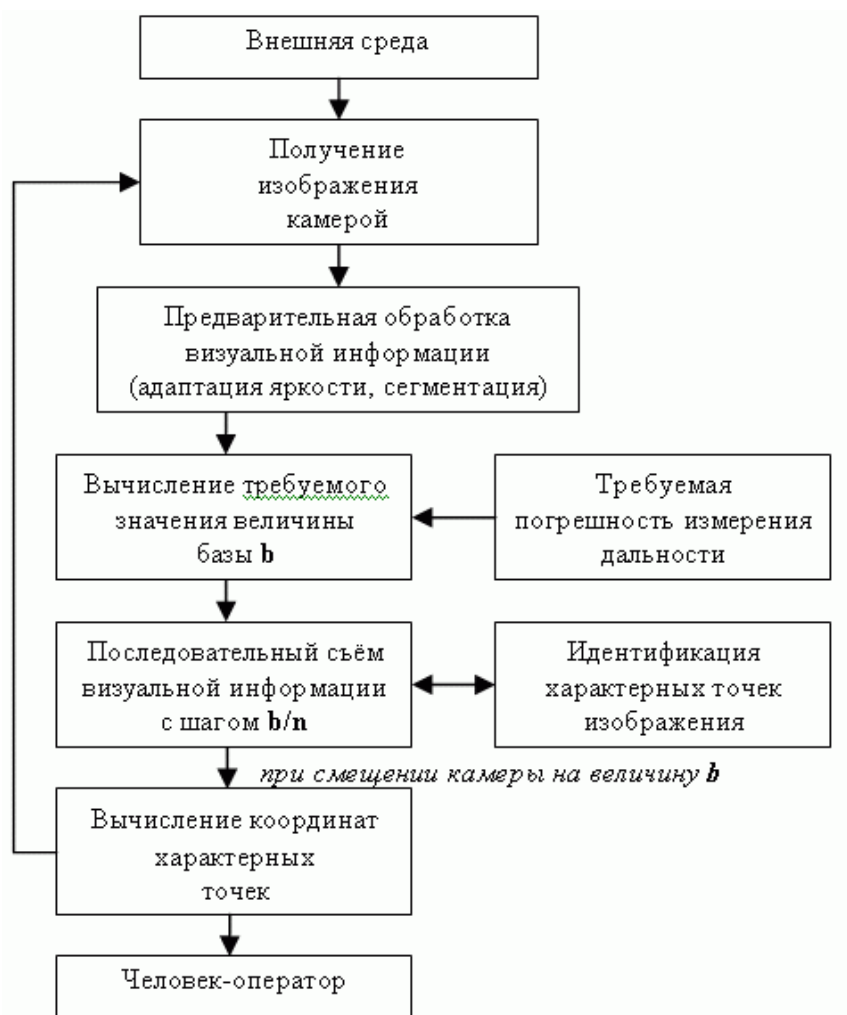 Внешняя среда
Получение
изображения
камерой
Предварительная обработка
визуальной информации
(адаптация яркости, сегментация)
Вычисление требуемого
значения величины
базы b
Требуемая
погрешность измерения
дальности
Последовательный съём
визуальной информации
с шагом b/n
Идентификация
характерных точек
изображения
при смещении камеры на величину b
Вычисление координат
характерных
точек
Человек-оператор